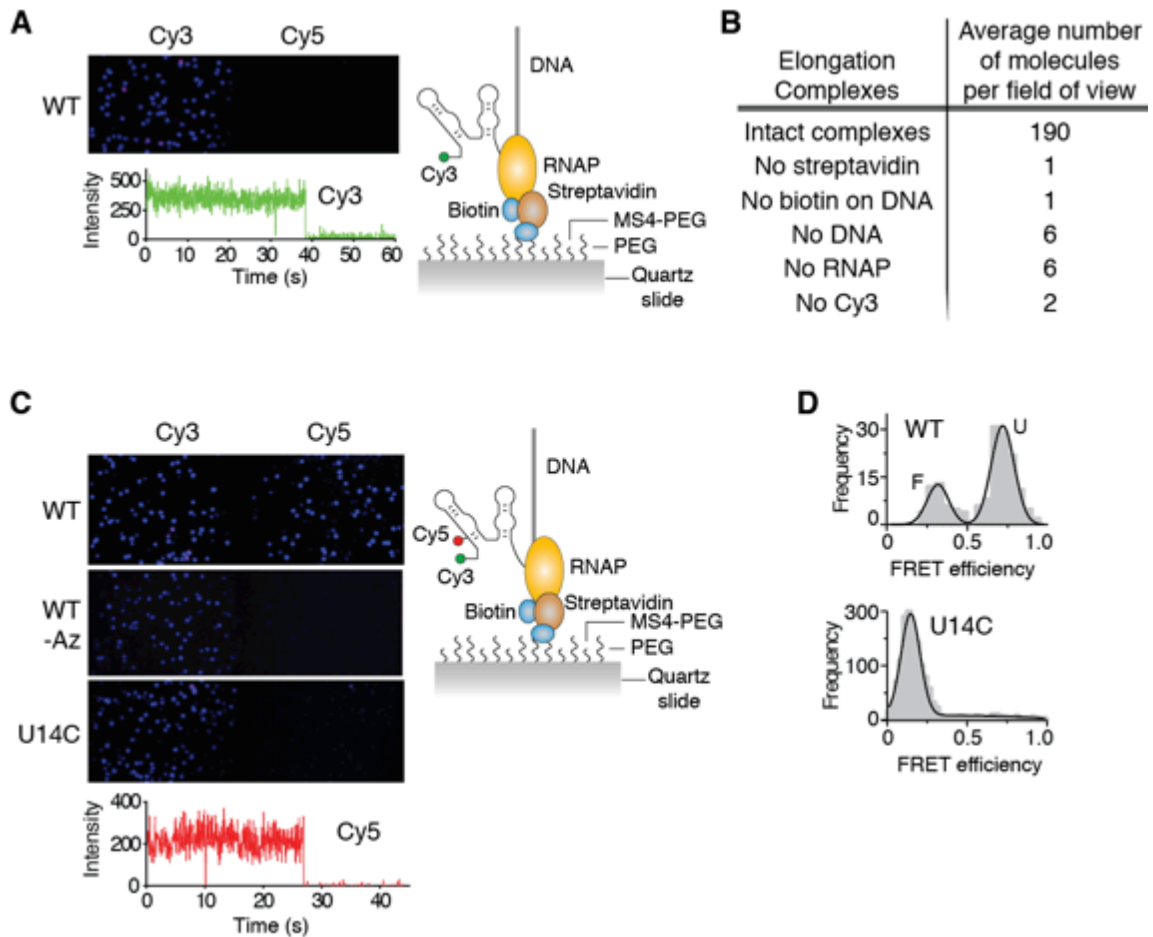 A
Cy3 Cy5
WT
Intensity
500
250
0
Cy3
0 10 20 30 40 50 60
Time (s)
DNA
Cy3
RNAP
Streptavidin
Biotin
MS4-PEG
PEG
Quartz
slide
B
Elongation
Complexes
Average number
of molecules
per field of view
Intact complexes 190
No streptavidin 1
No biotin on DNA 1
No DNA 6
No RNAP 6
No Cy3 2
C
Cy3 Cy5
WT
WT
-Az
U14C
Intensity
400
200
0
Cy5
0 10 20 30 40
Time (s)
DNA
Cy5
Cy3
RNAP
Streptavidin
Biotin
MS4-PEG
PEG
Quartz
slide
D
Frequency
30
15
0
WT
F
U
0 0.5 1.0
FRET efficiency
Frequency
300
100
0
U14C
0 0.5 1.0
FRET efficiency